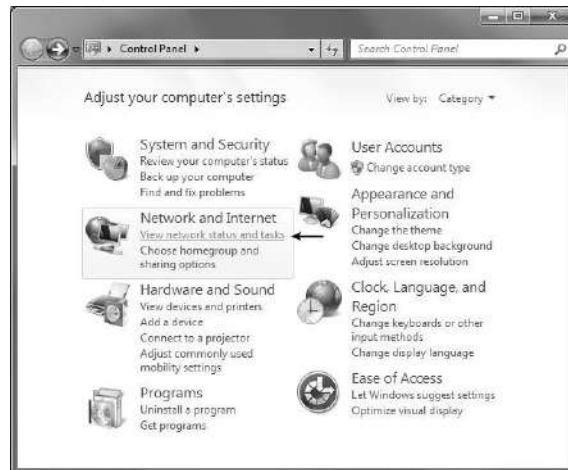 Control Panel
Search Control Panel
Adjust your computer's settings
View by: Category
System and Security
Review your computer's status
Back up your computer
Find and fix problems
Network and Internet
View network status and tasks
Choose homegroup and
sharing options
Hardware and Sound
View devices and printers
Add a device
Connect to a projector
Adjust commonly used
mobility settings
Programs
Uninstall a program
Get programs
User Accounts
Change account type
Appearance and
Personalization
Change the theme
Change desktop background
Adjust screen resolution
Clock, Language, and
Region
Change keyboards or other
input methods
Change display language
Ease of Access
Let Windows suggest settings
Optimize visual display